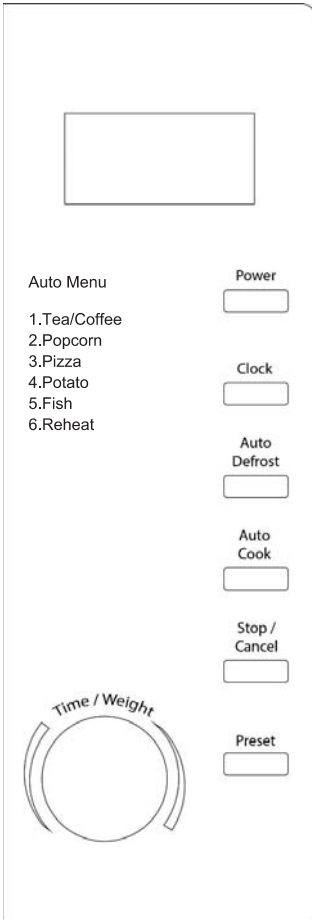 Auto Menu
1.Tea/Coffee
2.Popcorn
3.Pizza
4.Potato
5.Fish
6.Reheat
Power
Clock
Auto
Defrost
Auto
Cook
Stop /
Cancel
Preset
Time / Weight